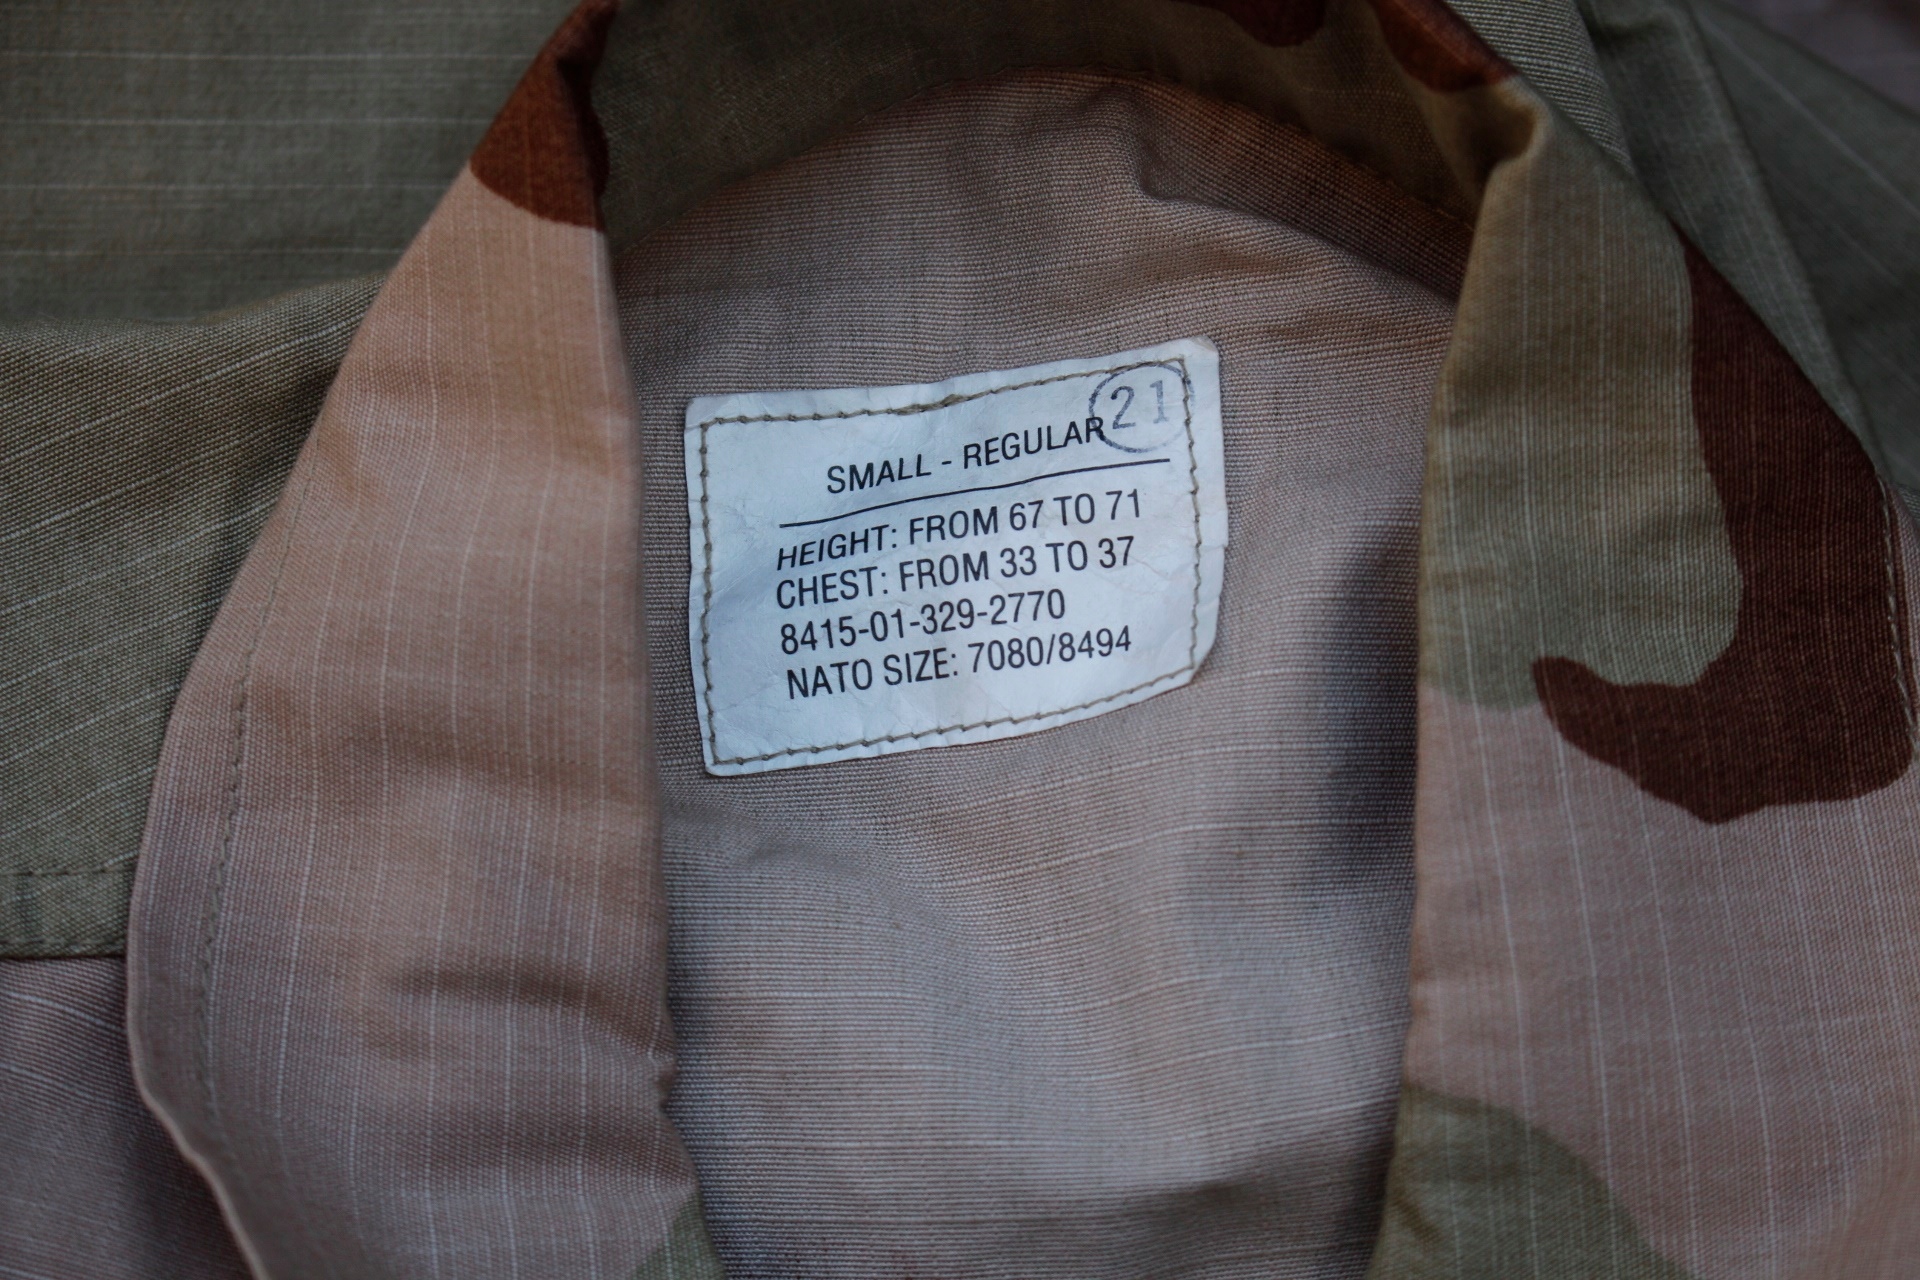 21
SMALL - REGULAR
HEIGHT: FROM 67 TO 71
CHEST: FROM 33 TO 37
8415-01-329-2770
NATO SIZE: 7080/8494